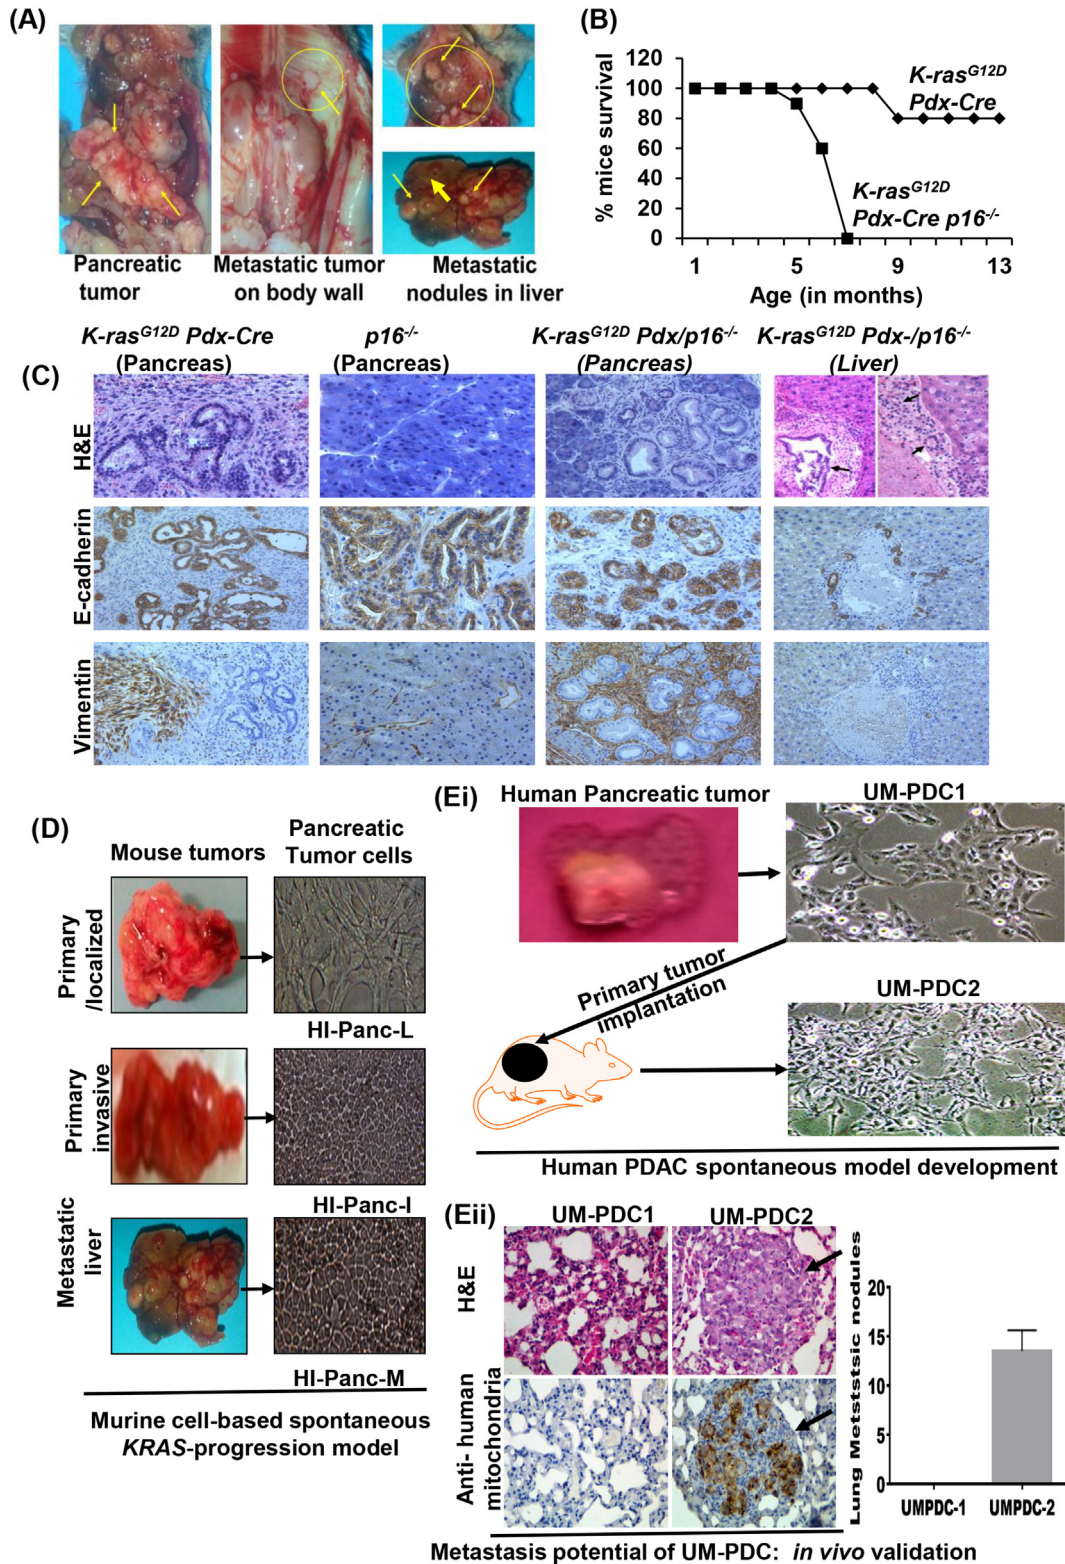 (A)
Pancreatic
tumor
Metastatic tumor
on body wall
Metastatic
nodules in liver
(B)
% mice survival
120
100
80
60
40
20
0
1
5
9
13
Age (in months)
K-ras^G12D
Pdx-Cre
K-ras^G12D
Pdx-Cre p16^-/-
(C)
K-ras^G12D Pdx-Cre
(Pancreas)
p16^-/-
(Pancreas)
K-ras^G12D Pdx/p16^-/-
(Pancreas)
K-ras^G12D Pdx-/p16^-/-
(Liver)
H&E
E-cadherin
Vimentin
(D)
Mouse tumors
Pancreatic
Tumor cells
Primary
/localized
HI-Panc-L
Primary
invasive
HI-Panc-I
Metastatic
liver
HI-Panc-M
Murine cell-based spontaneous
KRAS-progression model
(Ei)
Human Pancreatic tumor
UM-PDC1
Primary tumor
implantation
UM-PDC2
Human PDAC spontaneous model development
(Eii)
UM-PDC1
UM-PDC2
H&E
Anti- human
mitochondria
Lung Metststsic nodules
20
15
10
5
0
UMPDC-1
UMPDC-2
Metastasis potential of UM-PDC: in vivo validation